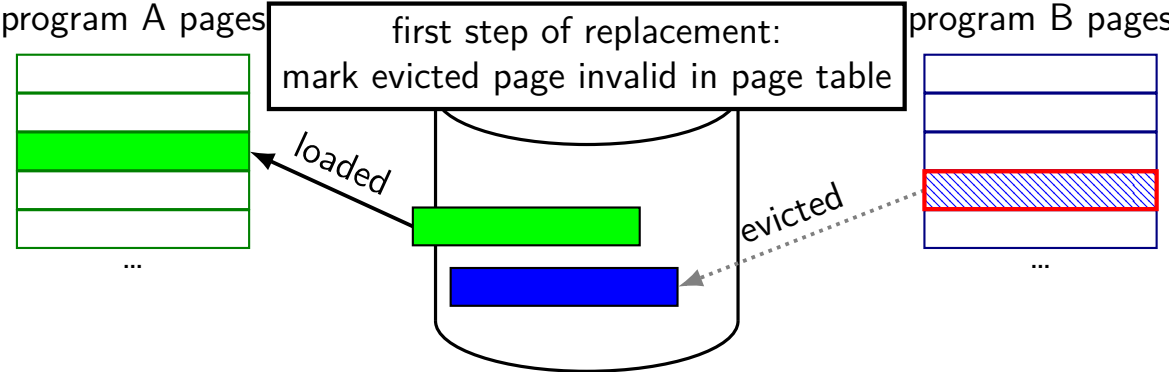 program A pages
first step of replacement:
mark evicted page invalid in page table
program B pages
loaded
evicted
...
...